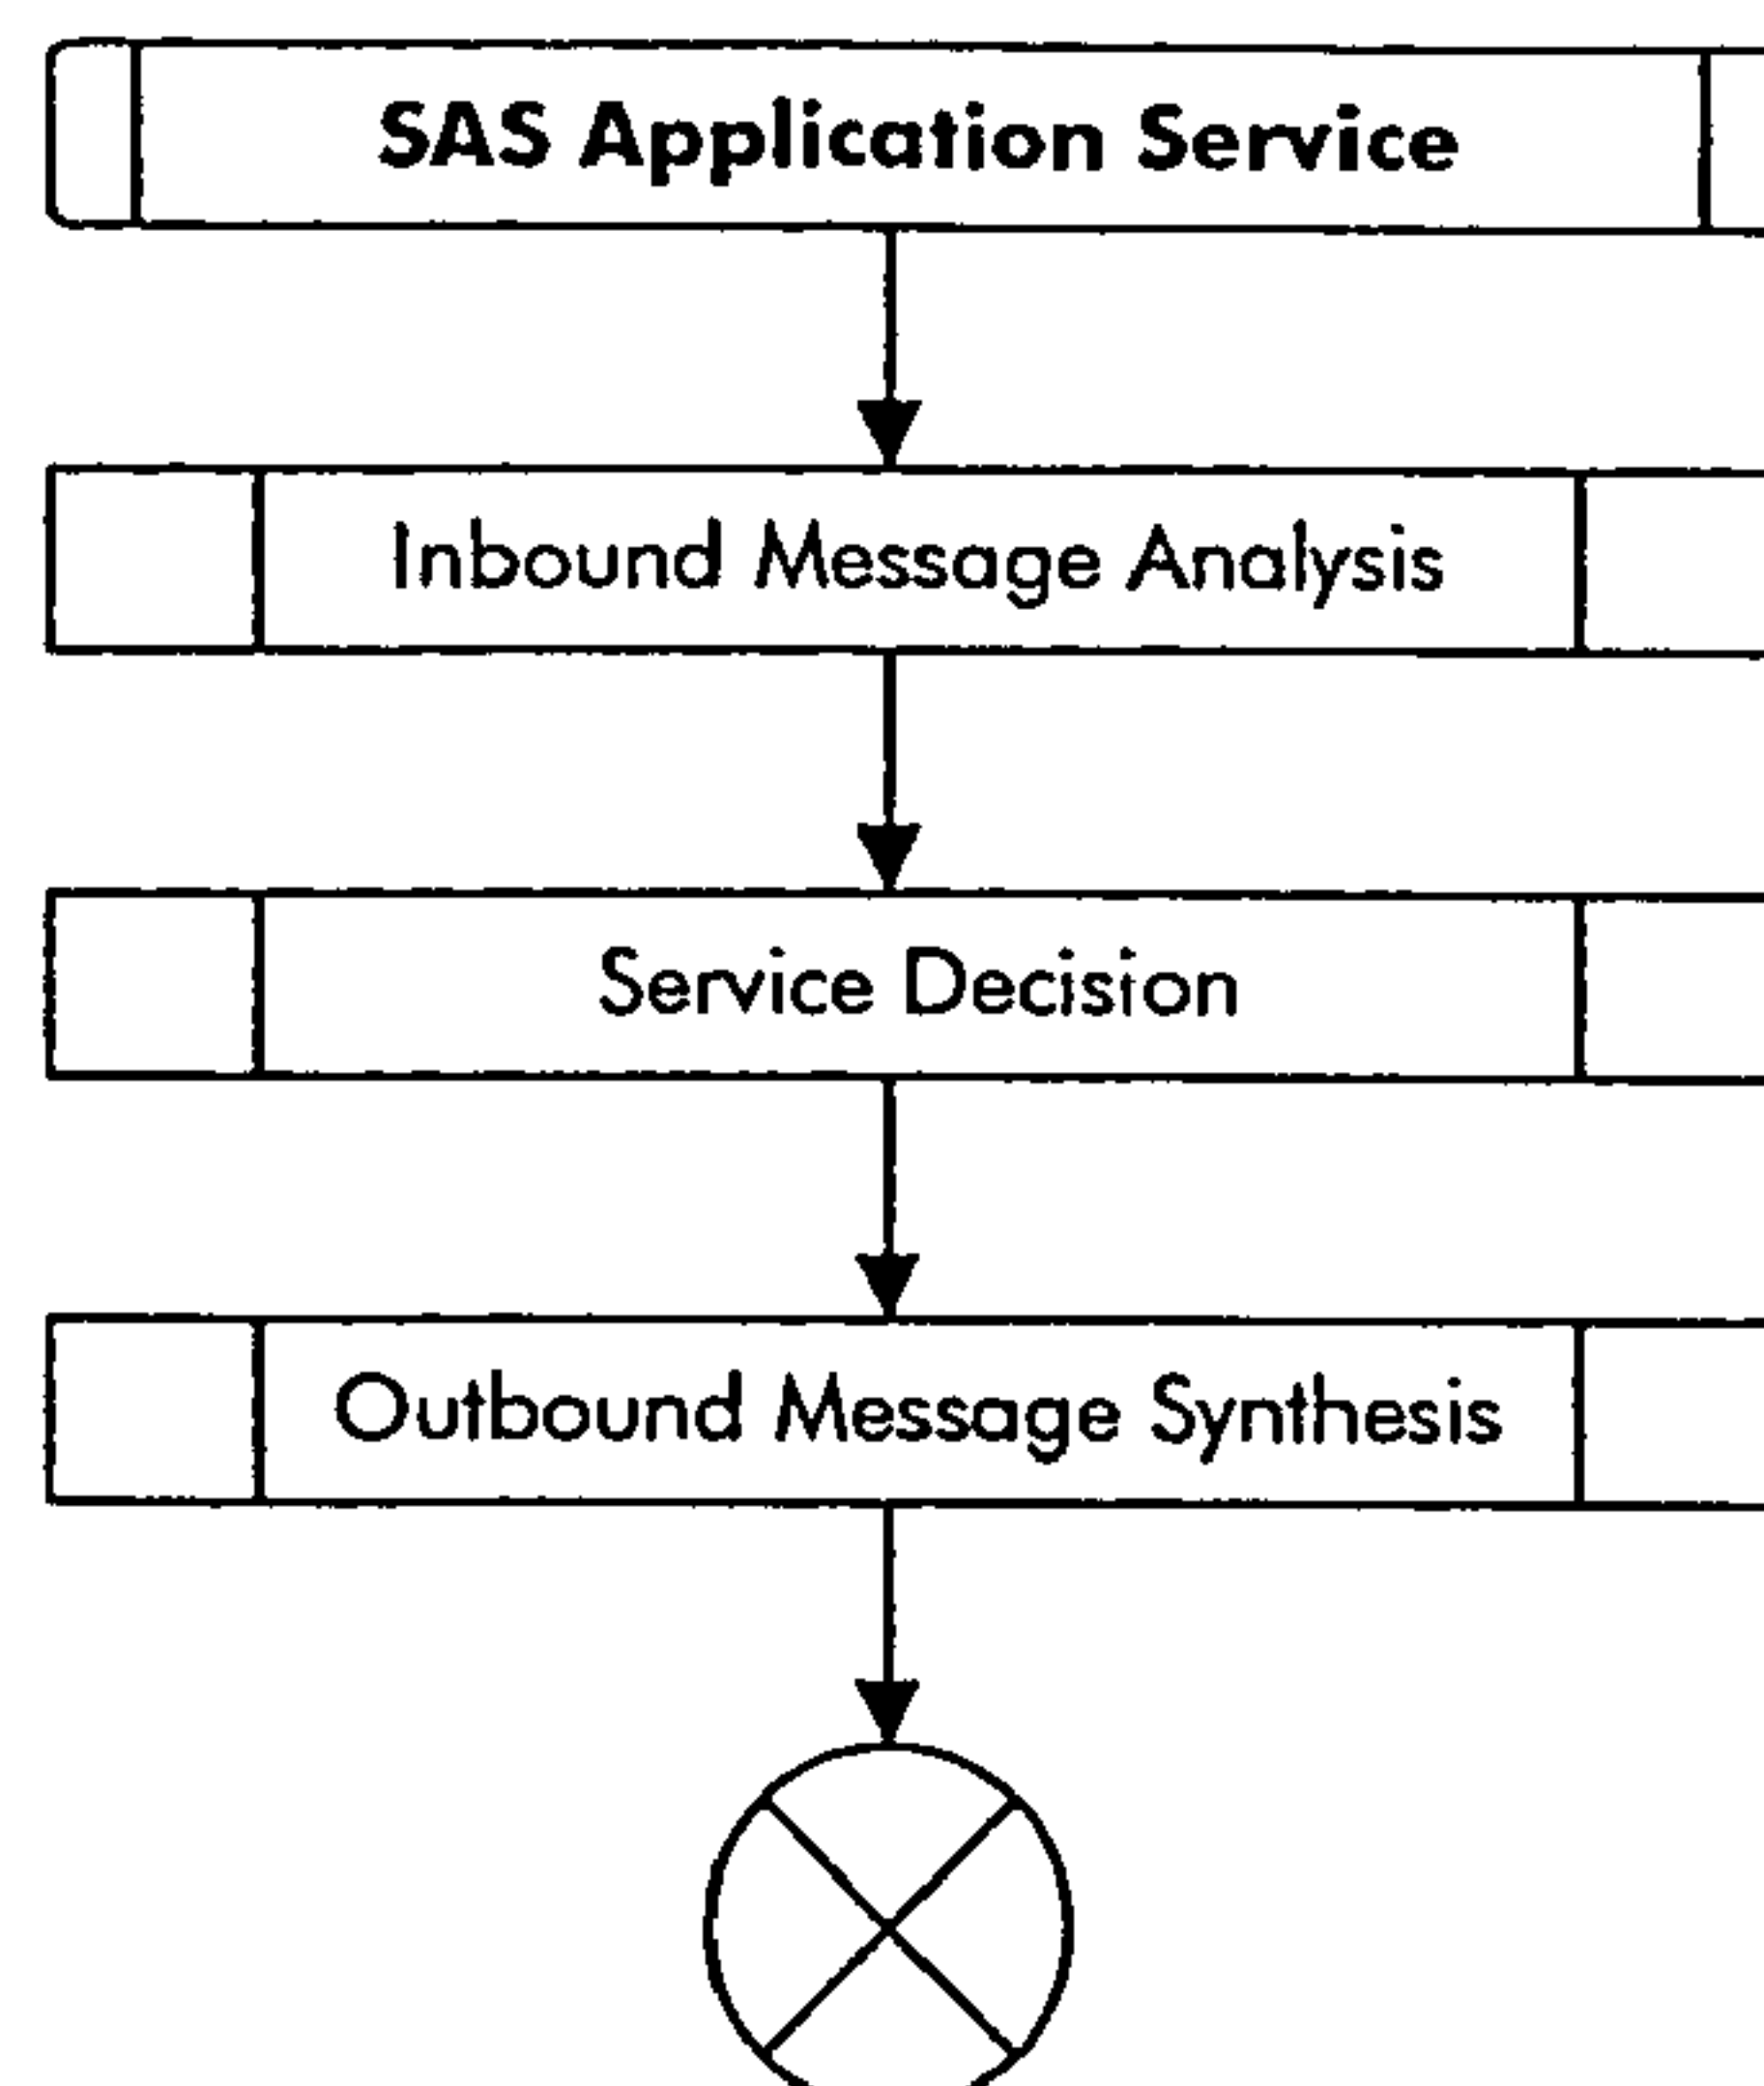 SAS Application Service
Inbound Message Analysis
Service Decision
Outbound Message Synthesis